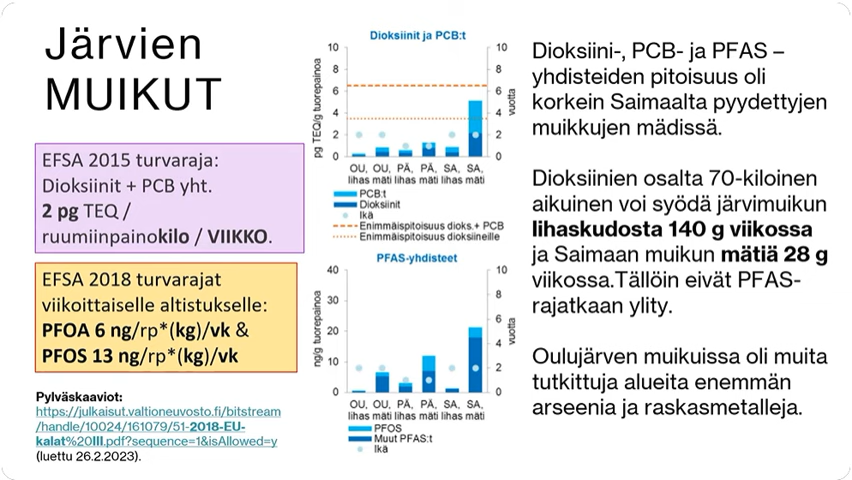 Järvien
MUIKUT
EFSA 2015 turvaraja:
Dioksiinit + PCB yht.
2 pg TEQ /
ruumiinpainokilo / VIIKKO.
EFSA 2018 turvarajat
viikoittaiselle altistukselle:
PFOA 6 ng/rp*(kg)/vk &
PFOS 13 ng/rp*(kg)/vk
Pylväskaaviot:
https://julkaisut.valtioneuvosto.fi/bitstream
/handle/10024/161079/51-2018-EU-
kalat%20III.pdf?sequence=1&isAllowed=y
(luettu 26.2.2023).
Dioksiinit ja PCB:t
pg TEQ/g tuorepainoa
10
8
6
4
2
0
10
8
6
4
2
0
vuotta
OU, OU, PÄ, PÄ, SA, SA,
lihas mäti lihas mäti lihas mäti
PCB:t
Dioksiinit
Ikä
Enimmäispitoisuus dioks.+ PCB
Enimmäispitoisuus dioksiineille
PFAS-yhdisteet
ng/g tuorepainoa
40
30
20
10
0
10
8
6
4
2
0
vuotta
OU, OU, PÄ, PÄ, SA, SA,
lihas mäti lihas mäti lihas mäti
PFOS
Muut PFAS:t
Ikä
Dioksiini-, PCB- ja PFAS –
yhdisteiden pitoisuus oli
korkein Saimaalta pyydettyjen
muikkujen mädissä.
Dioksiinien osalta 70-kiloinen
aikuinen voi syödä järvimuikun
lihaskudosta 140 g viikossa
ja Saimaan muikun mätiä 28 g
viikossa.Tällöin eivät PFAS-
rajatkaan ylity.
Oulujärven muikuissa oli muita
tutkittuja alueita enemmän
arseenia ja raskasmetalleja.